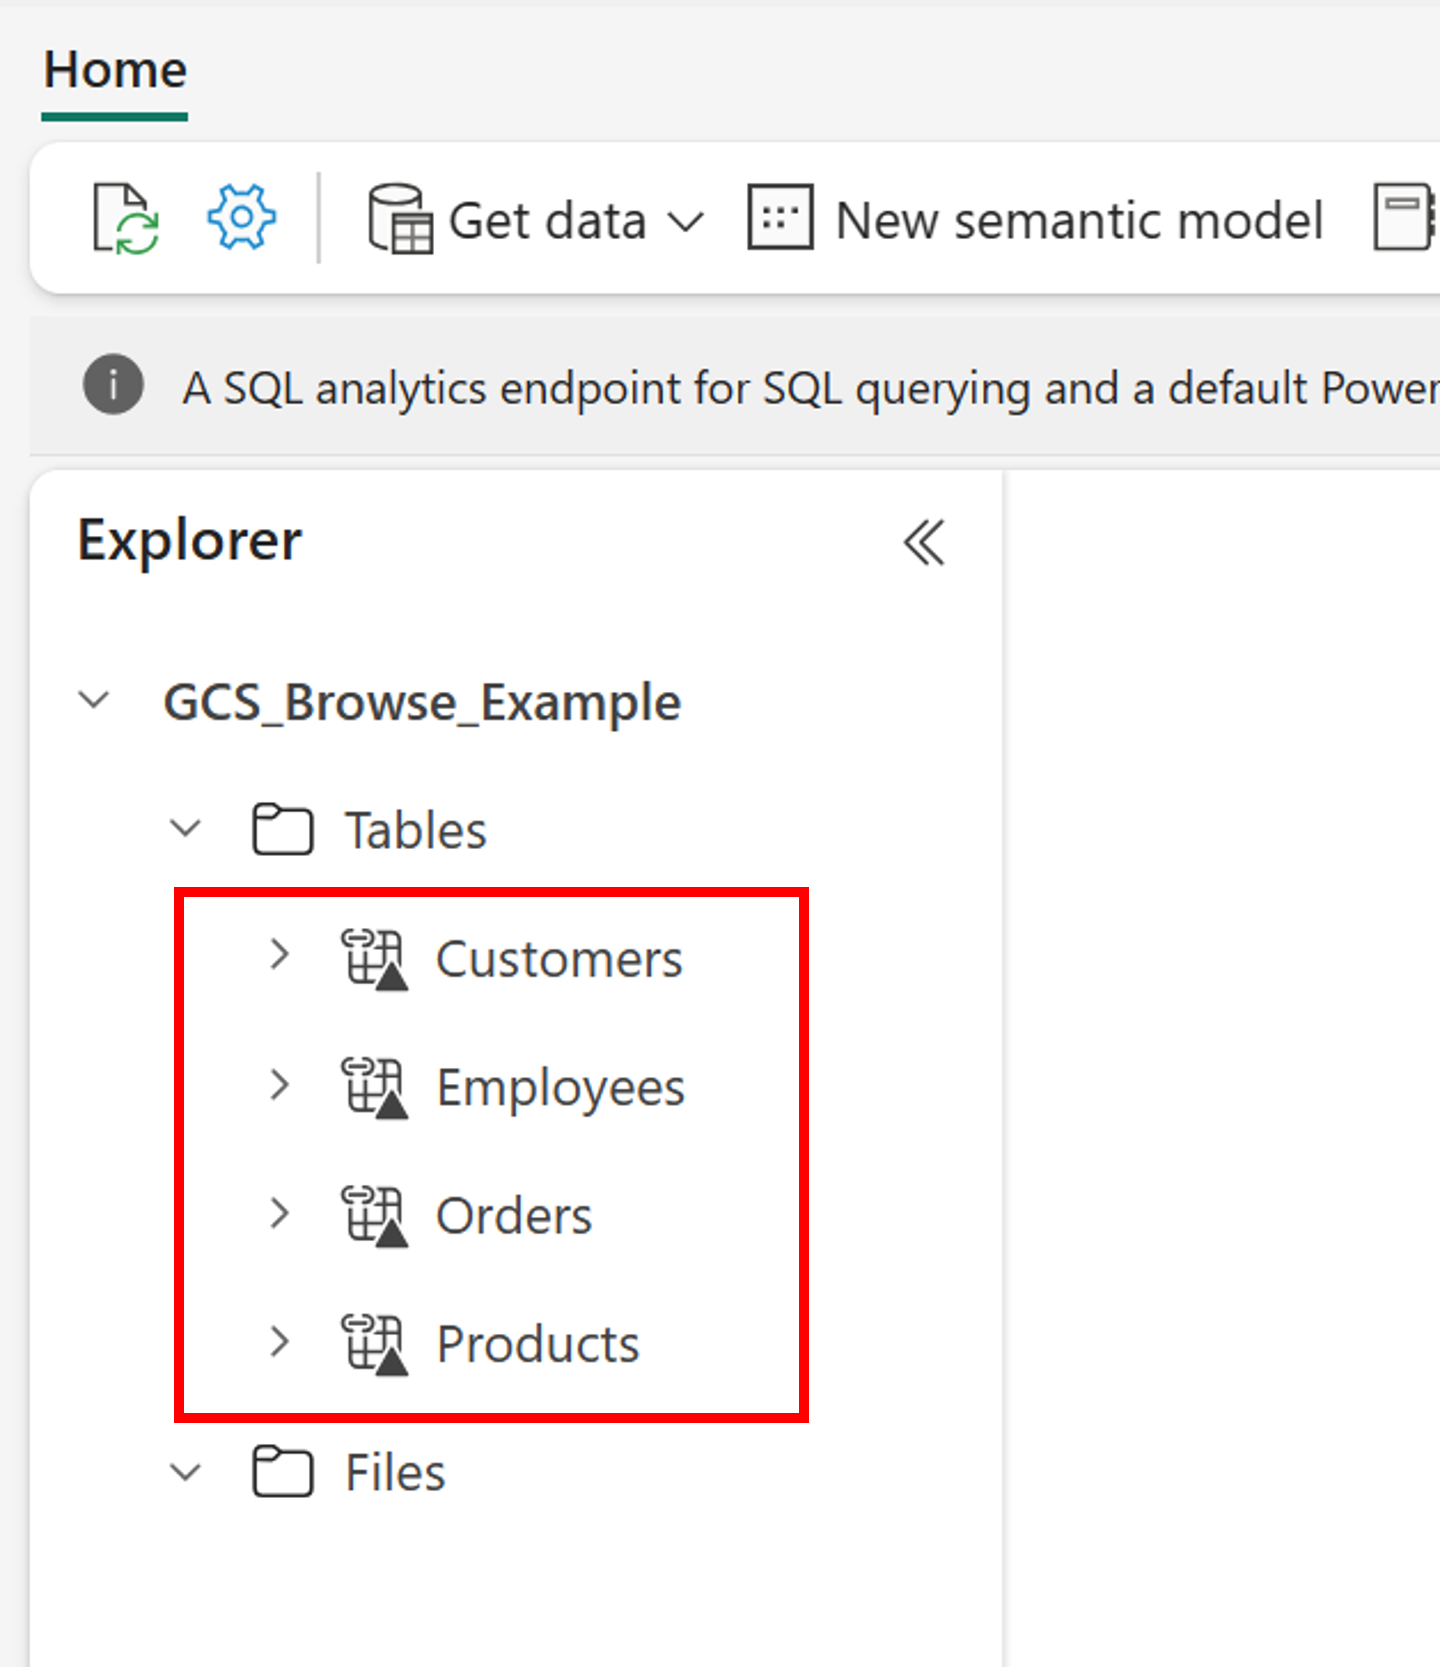 Home
Get data New semantic model
A SQL analytics endpoint for SQL querying and a default Power
Explorer
GCS_Browse_Example
Tables
Customers
Employees
Orders
Products
Files